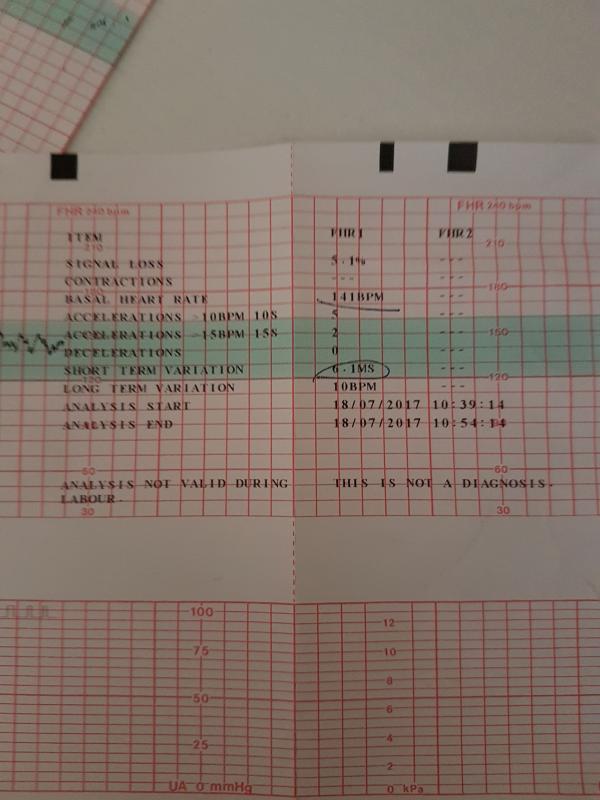 FHR 240 bpm FHR 240 bpm
ITEM FHR1 FHR2
210 210
SIGNAL LOSS 5.1% ---
CONTRACTIONS --- ---
180 180
BASAL HEART RATE 141BPM ---
ACCELERATIONS >10BPM 10S 5 ---
ACCELERATIONS >15BPM 15S 2 ---
150
DECELERATIONS 0 ---
SHORT TERM VARIATION 6.1MS ---
120 120
LONG TERM VARIATION 10BPM ---
ANALYSIS START 18/07/2017 10:39:14
ANALYSIS END 18/07/2017 10:54:14
60 60
ANALYSIS NOT VALID DURING THIS IS NOT A DIAGNOSIS.
LABOUR.
30 30
100 12
75 10
8
50 6
25 4
2
UA 0 mmHg 0 kPa